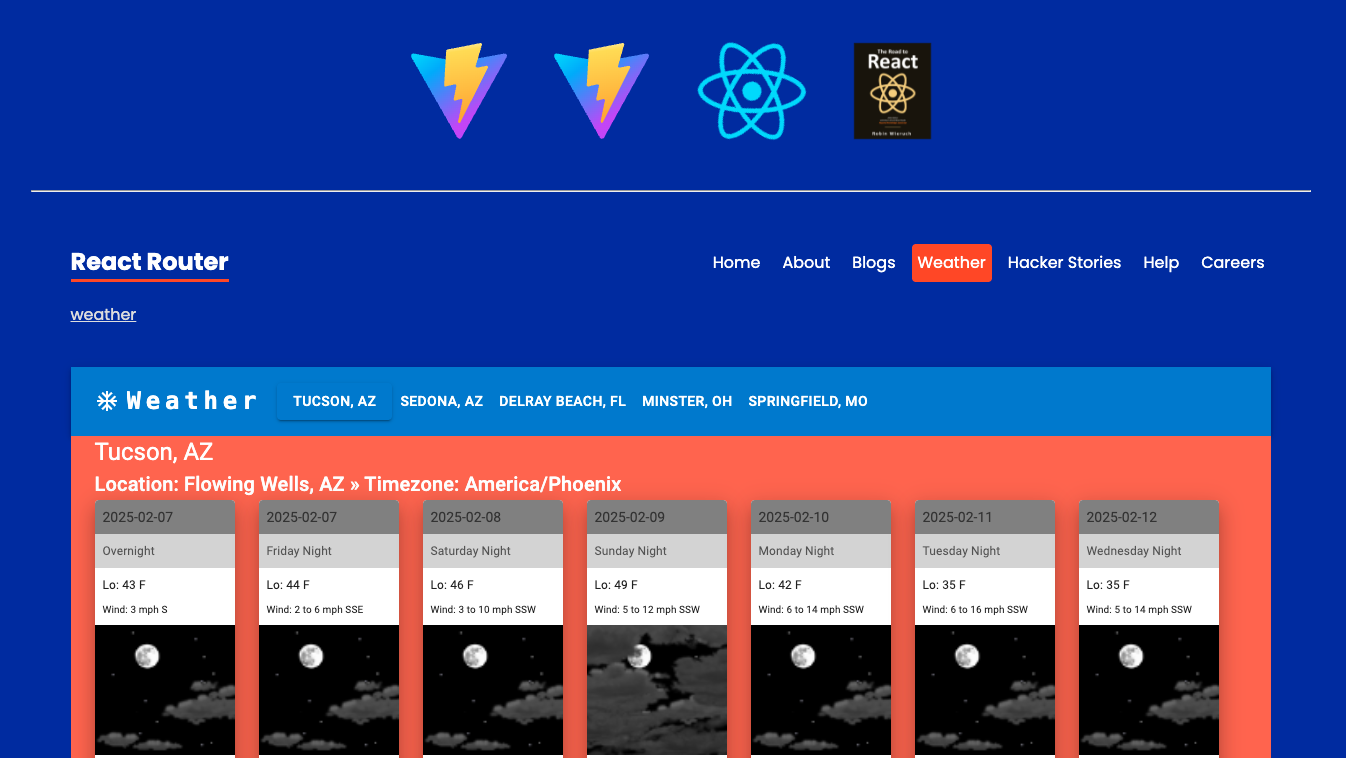 The Road to
React
Robin Wieruch
React Router
Home About Blogs Weather Hacker Stories Help Careers
weather
Weather TUCSON, AZ SEDONA, AZ DELRAY BEACH, FL MINSTER, OH SPRINGFIELD, MO
Tucson, AZ
Location: Flowing Wells, AZ » Timezone: America/Phoenix
2025-02-07 2025-02-07 2025-02-08 2025-02-09 2025-02-10 2025-02-11 2025-02-12
Overnight Friday Night Saturday Night Sunday Night Monday Night Tuesday Night Wednesday Night
Lo: 43 F Lo: 44 F Lo: 46 F Lo: 49 F Lo: 42 F Lo: 35 F Lo: 35 F
Wind: 3 mph S Wind: 2 to 6 mph SSE Wind: 3 to 10 mph SSW Wind: 5 to 12 mph SSW Wind: 6 to 14 mph SSW Wind: 6 to 16 mph SSW Wind: 5 to 14 mph SSW